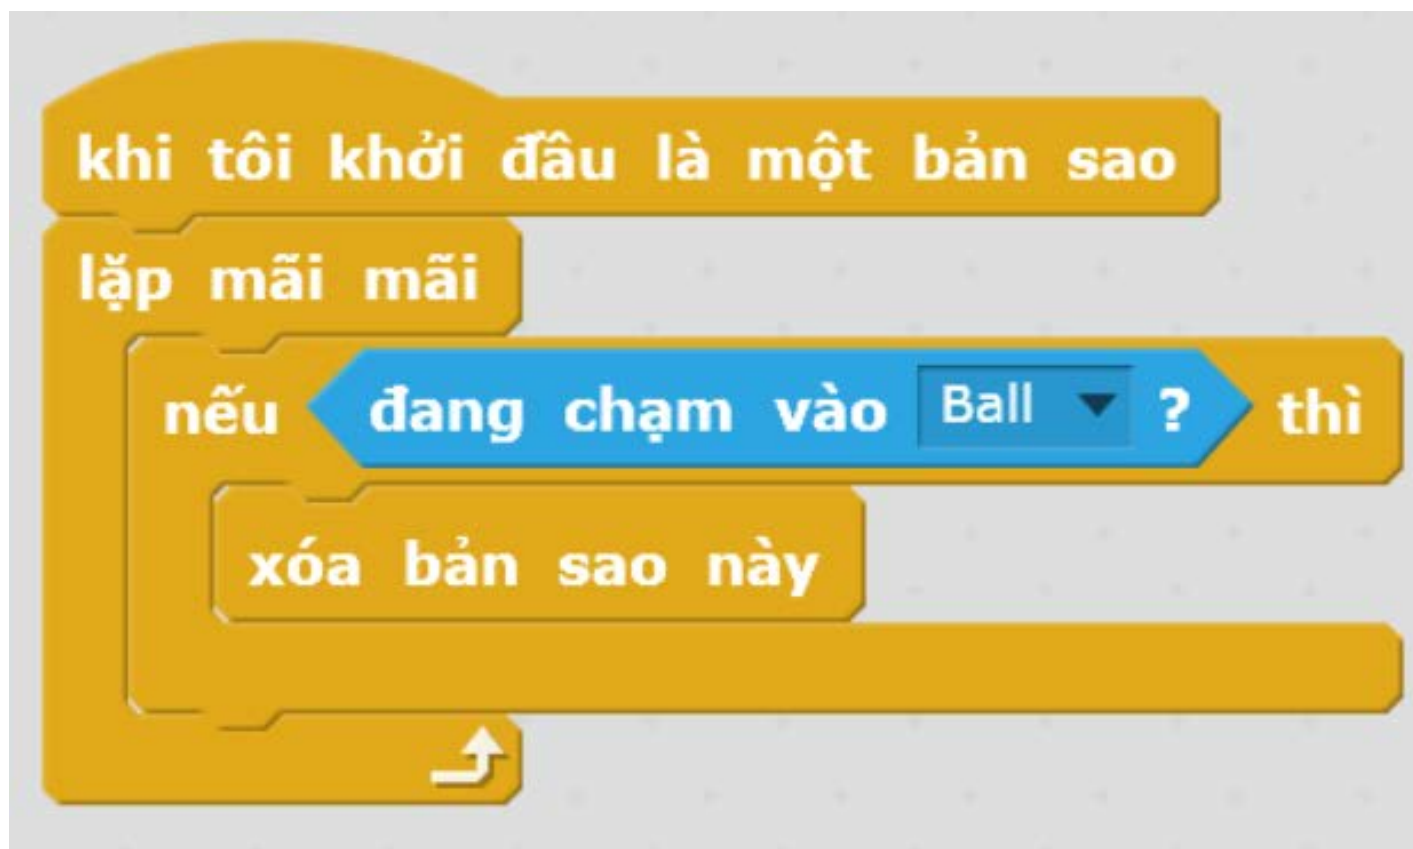 khi tôi khởi đầu là một bản sao
lặp mãi mãi
nếu đang chạm vào Ball ? thì
xóa bản sao này